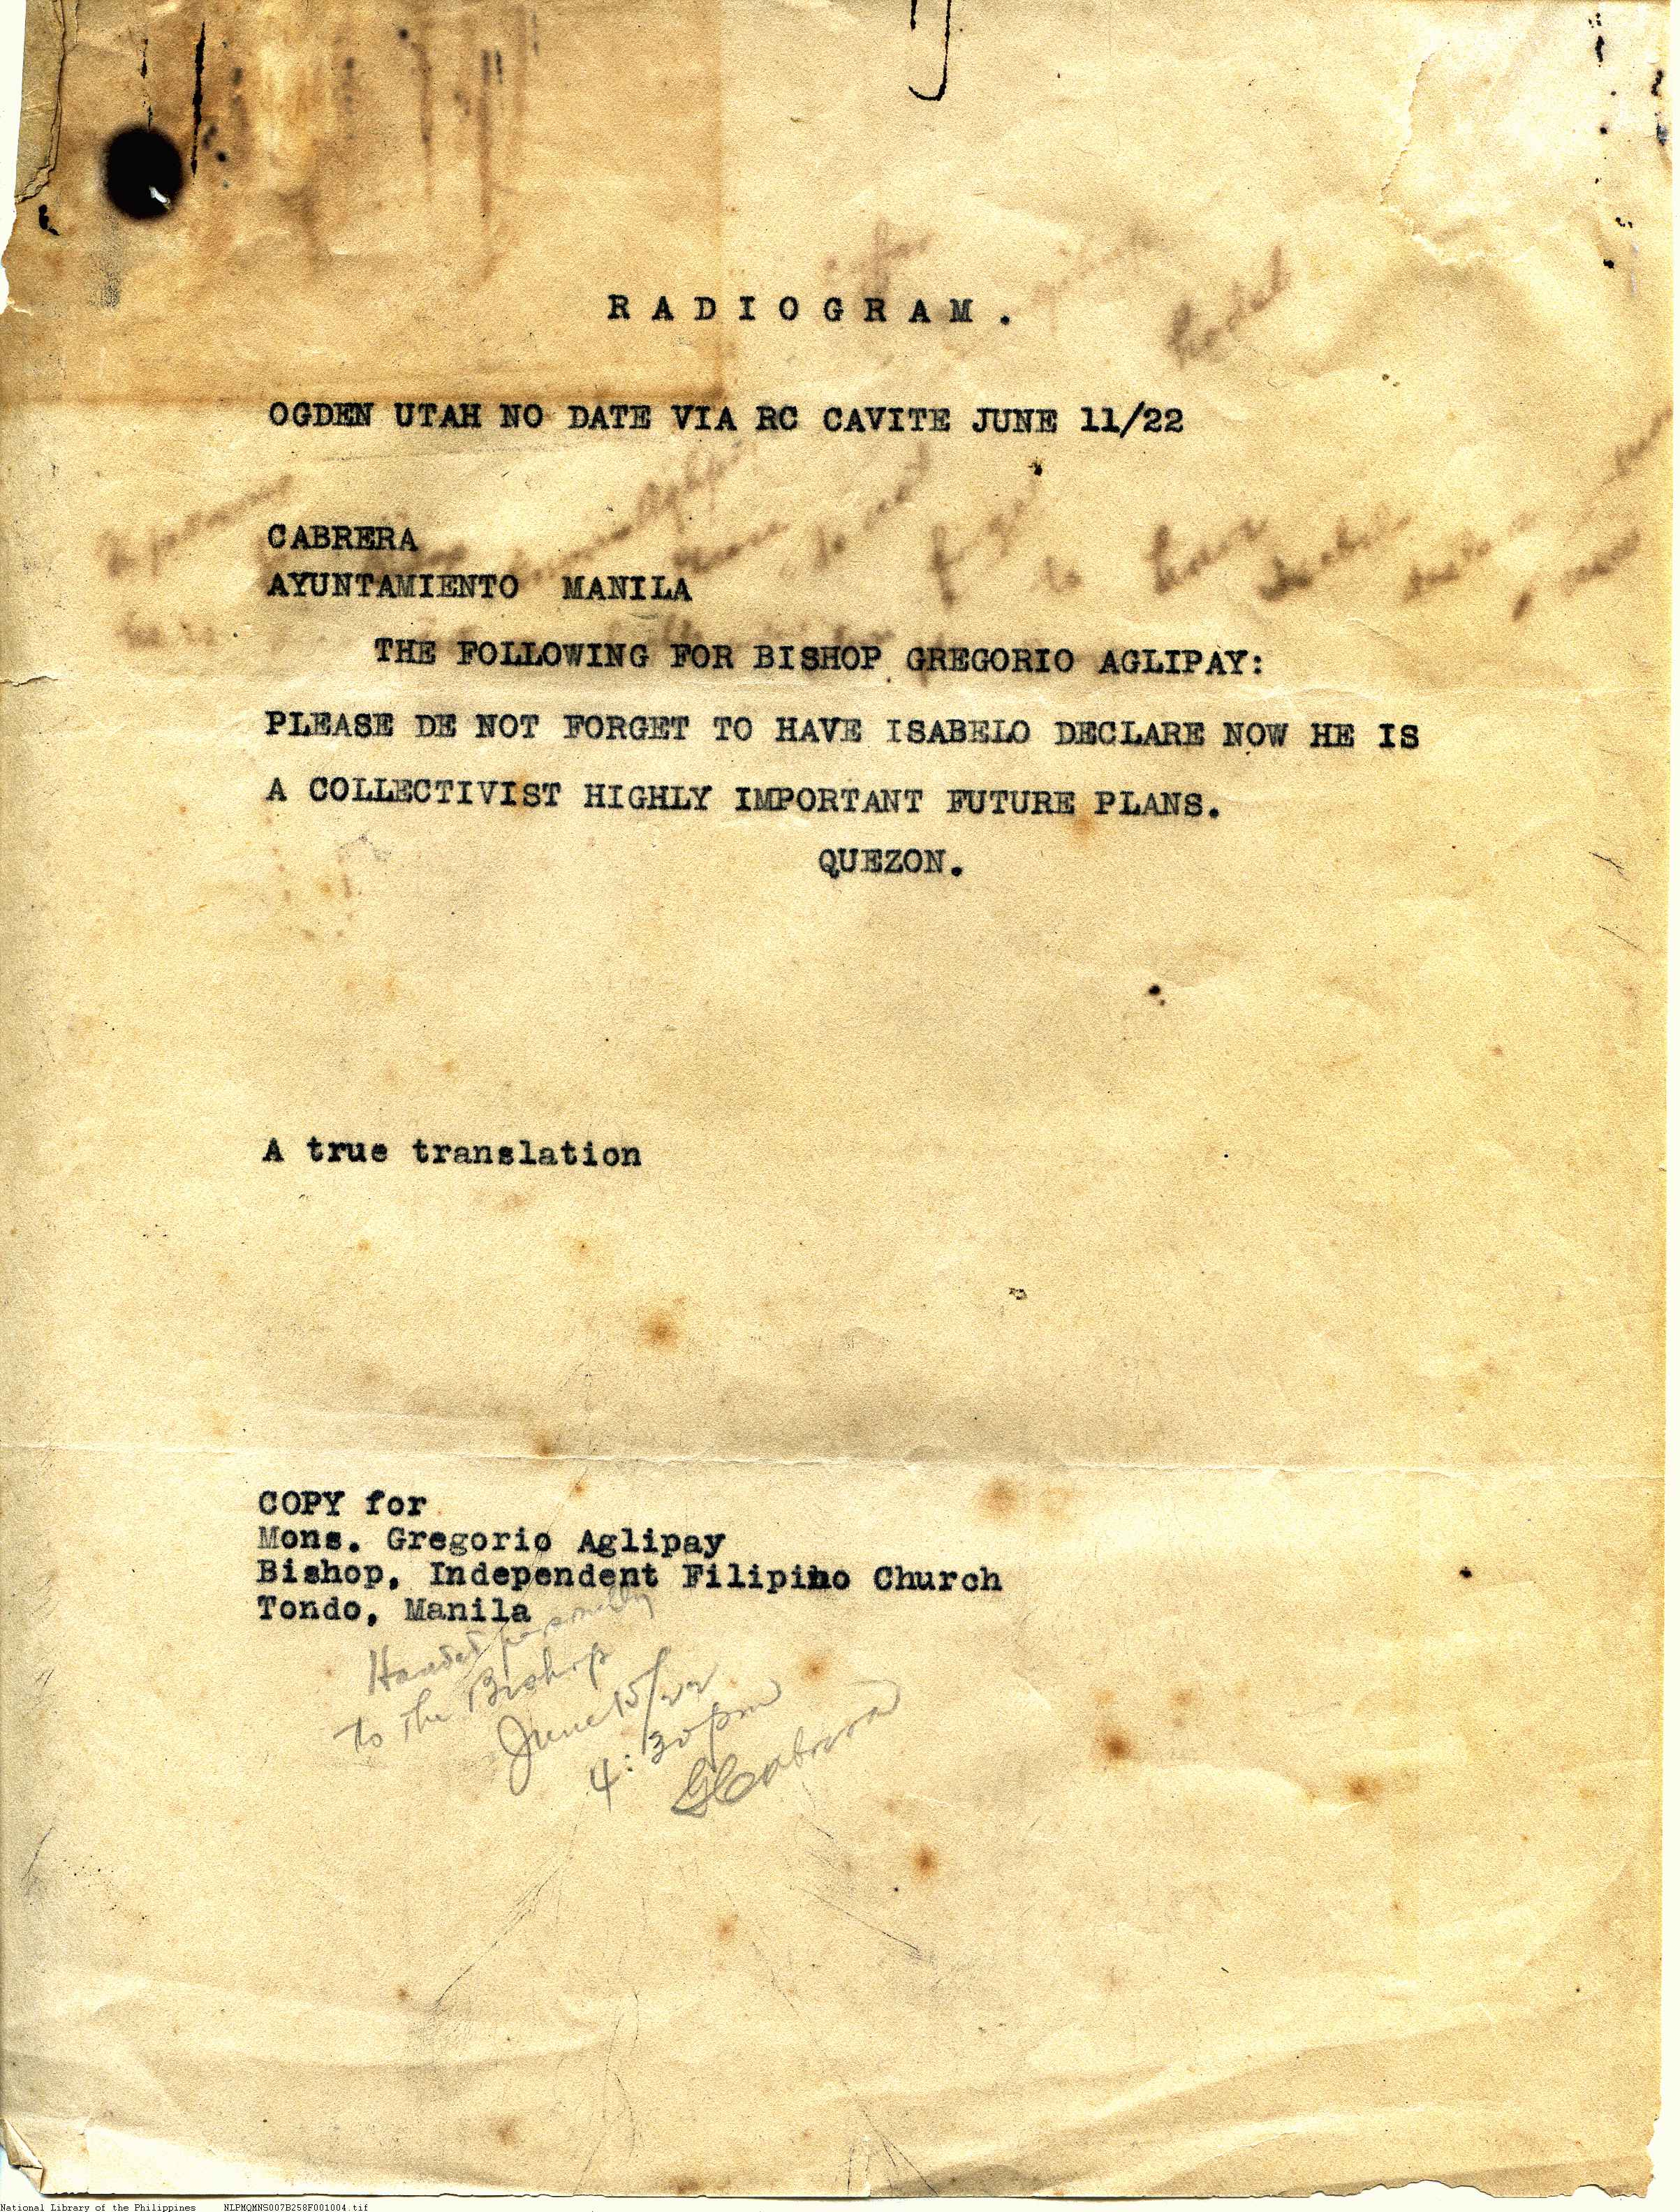 RADIOGRAM.
OGDEN UTAH NO DATE VIA RC CAVITE JUNE 11/22
CABRERA
AYUNTAMIENTO MANILA
THE FOLLOWING FOR BISHOP GREGORIO AGLIPAY:
PLEASE DE NOT FORGET TO HAVE ISABELO DECLARE NOW HE IS
A COLLECTIVIST HIGHLY IMPORTANT FUTURE PLANS.
QUEZON.
A true translation
COPY for
Mons. Gregorio Aglipay
Bishop, Independent Filipino Church
Tondo, Manila
Handed personally
to the Bishop
June 15/22
4:30 pm
Cabrera
National Library of the Philippines NLPMQMNS007B258F001004.tif